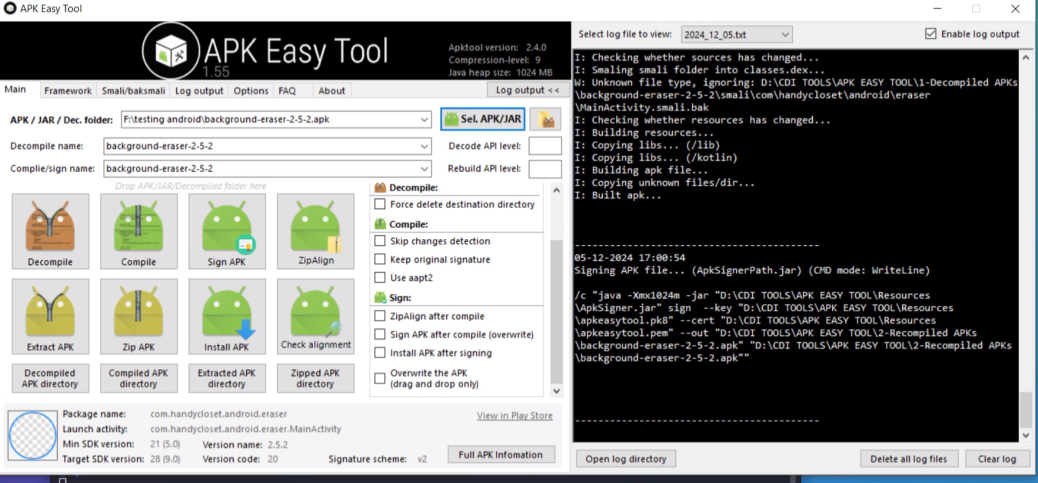 APK Easy Tool
APK Easy Tool
1.55
Apktool version: 2.4.0
Compression-level: 9
Java heap size: 1024 MB
Main Framework Smali/baksmali Log output Options FAQ About
Log output <<
APK / JAR / Dec. folder: F:\testing android\background-eraser-2-5-2.apk
Sel. APK/JAR
Decompile name: background-eraser-2-5-2
Decode API level:
Complie/sign name: background-eraser-2-5-2
Rebuild API level:
Drop APK/JAR/Decompiled folder here
Decompile
Compile
Sign APK
ZipAlign
Extract APK
Zip APK
Install APK
Check alignment
Decompiled
APK directory
Compiled APK
directory
Extracted APK
directory
Zipped APK
directory
Decompile:
Force delete destination directory
Compile:
Skip changes detection
Keep original signature
Use aapt2
Sign:
ZipAlign after compile
Sign APK after compile (overwrite)
Install APK after signing
Overwrite the APK
(drag and drop only)
Package name: com.handycloset.android.eraser
View in Play Store
Launch activity: com.handycloset.android.eraser.MainActivity
Min SDK version: 21 (5.0) Version name: 2.5.2
Target SDK version: 28 (9.0) Version code: 20 Signature scheme: v2
Full APK Infomation
Select log file to view: 2024_12_05.txt
Enable log output
I: Checking whether sources has changed...
I: Smaling smali folder into classes.dex...
W: Unknown file type, ignoring: D:\CDI TOOLS\APK EASY TOOL\1-Decompiled APKs
\background-eraser-2-5-2\smali\com\handycloset\android\eraser
\MainActivity.smali.bak
I: Checking whether resources has changed...
I: Building resources...
I: Copying libs... (/lib)
I: Copying libs... (/kotlin)
I: Building apk file...
I: Copying unknown files/dir...
I: Built apk...
------------------------------------------
05-12-2024 17:00:54
Signing APK file... (ApkSignerPath.jar) (CMD mode: WriteLine)
/c "java -Xmx1024m -jar "D:\CDI TOOLS\APK EASY TOOL\Resources
\ApkSigner.jar" sign  --key "D:\CDI TOOLS\APK EASY TOOL\Resources
\apkeasytool.pk8" --cert "D:\CDI TOOLS\APK EASY TOOL\Resources
\apkeasytool.pem" --out "D:\CDI TOOLS\APK EASY TOOL\2-Recompiled APKs
\background-eraser-2-5-2.apk" "D:\CDI TOOLS\APK EASY TOOL\2-Recompiled APKs
\background-eraser-2-5-2.apk""
------------------------------------------
Open log directory
Delete all log files
Clear log